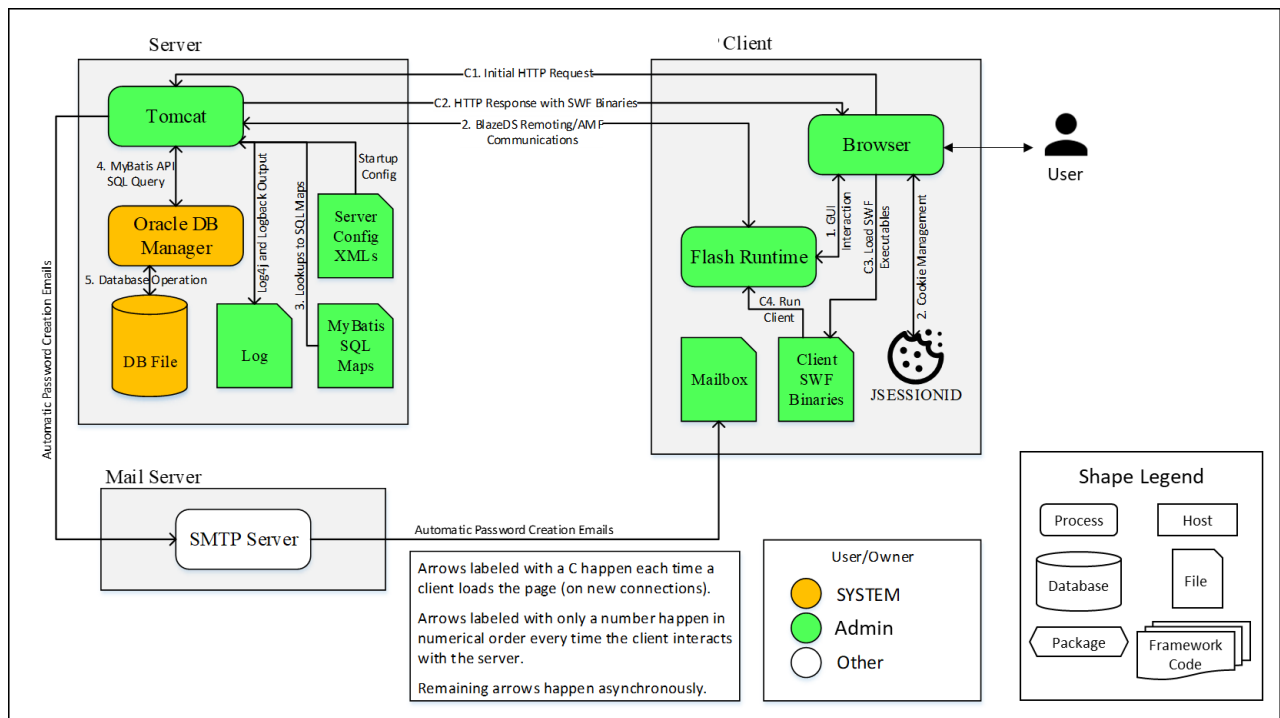 Server
' Client
C1. Initial HTTP Request
Tomcat
C2. HTTP Response with SWF Binaries
2. BlazeDS Remoting/AMF
Communications
Browser
User
4. MyBatis API
SQL Query
Log4j and Logback Output
3. Lookups to SQL Maps
Startup
Config
Oracle DB
Manager
Server
Config
XMLs
5. Database Operation
DB File
Log
MyBatis
SQL
Maps
Automatic Password Creation Emails
Flash Runtime
1. GUI
Interaction
C3. Load SWF
Executables
2. Cookie Management
C4. Run
Client
Mailbox
Client
SWF
Binaries
JSESSIONID
Mail Server
SMTP Server
Automatic Password Creation Emails
Arrows labeled with a C happen each time a
client loads the page (on new connections).
Arrows labeled with only a number happen in
numerical order every time the client interacts
with the server.
Remaining arrows happen asynchronously.
User/Owner
SYSTEM
Admin
Other
Shape Legend
Process
Host
Database
File
Package
Framework
Code